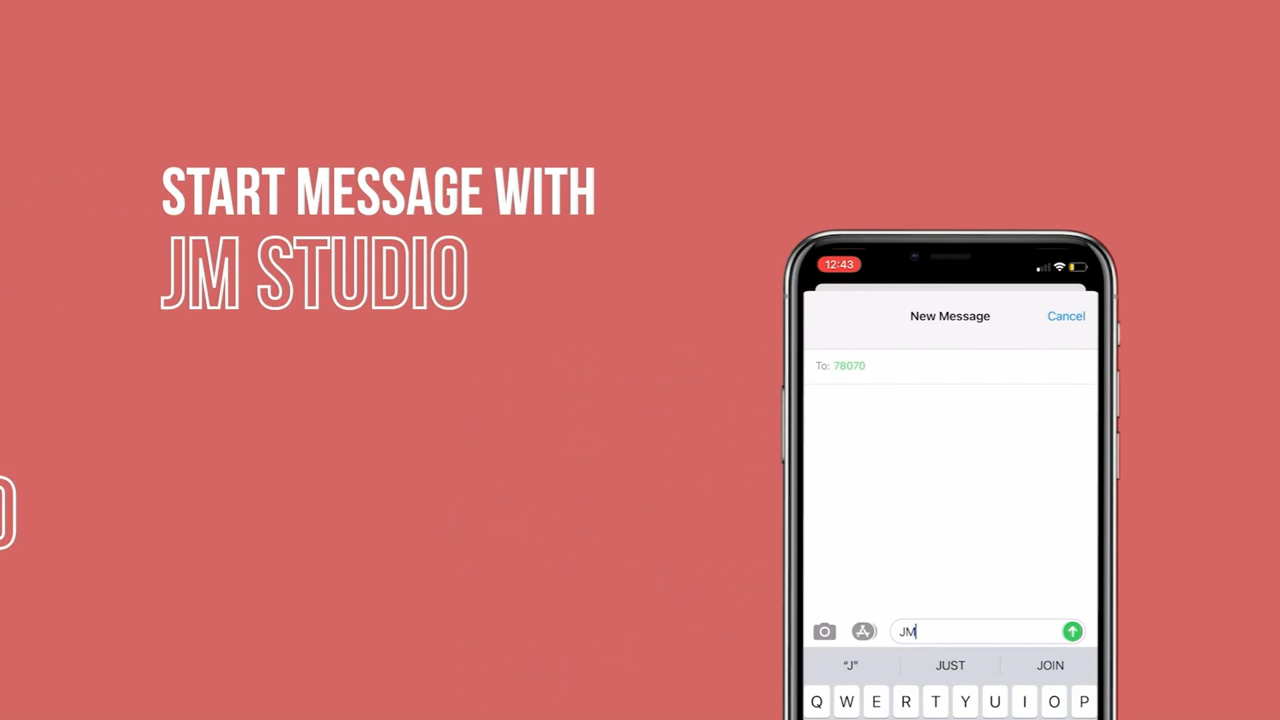 START MESSAGE WITH
JM STUDIO
12:43
New Message
Cancel
To: 78070
JM
“J”
JUST
JOIN
Q W E R T Y U I O P